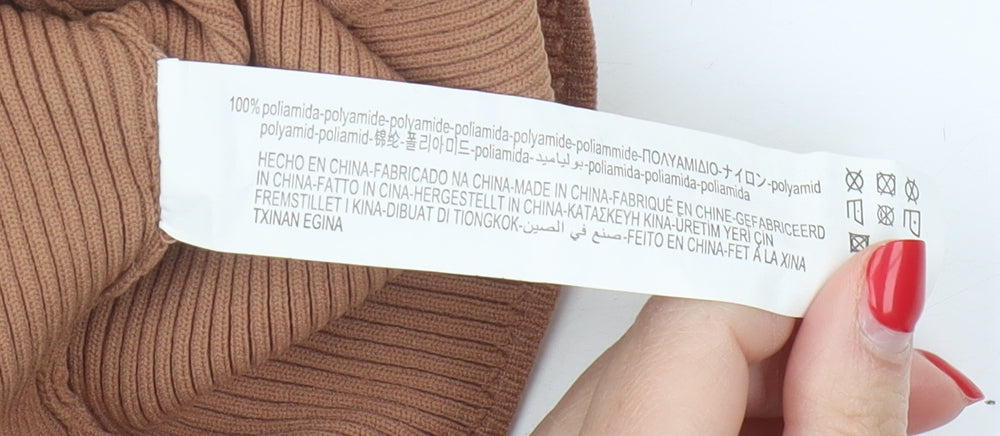 100% poliamida-polyamide-polyamide-poliamida-polyamide-poliammide-ΠΟΛΥΑΜΙΔΙΟ-ナイロン-polyamid
polyamid-poliamid-锦纶-폴리아미드-poliamida-بولياميد-poliamida-poliamida-poliamida
HECHO EN CHINA-FABRICADO NA CHINA-MADE IN CHINA-FABRIQUÉ EN CHINE-GEFABRICEERD
IN CHINA-FATTO IN CINA-HERGESTELLT IN CHINA-ΚΑΤΑΣΚΕΥΗ ΚΙΝΑ-ÜRETIM YERİ ÇIN
FREMSTILLET I KINA-DIBUAT DI TIONGKOK-صنع في الصين-FEITO EN CHINA-FET A LA XINA
TXINAN EGINA